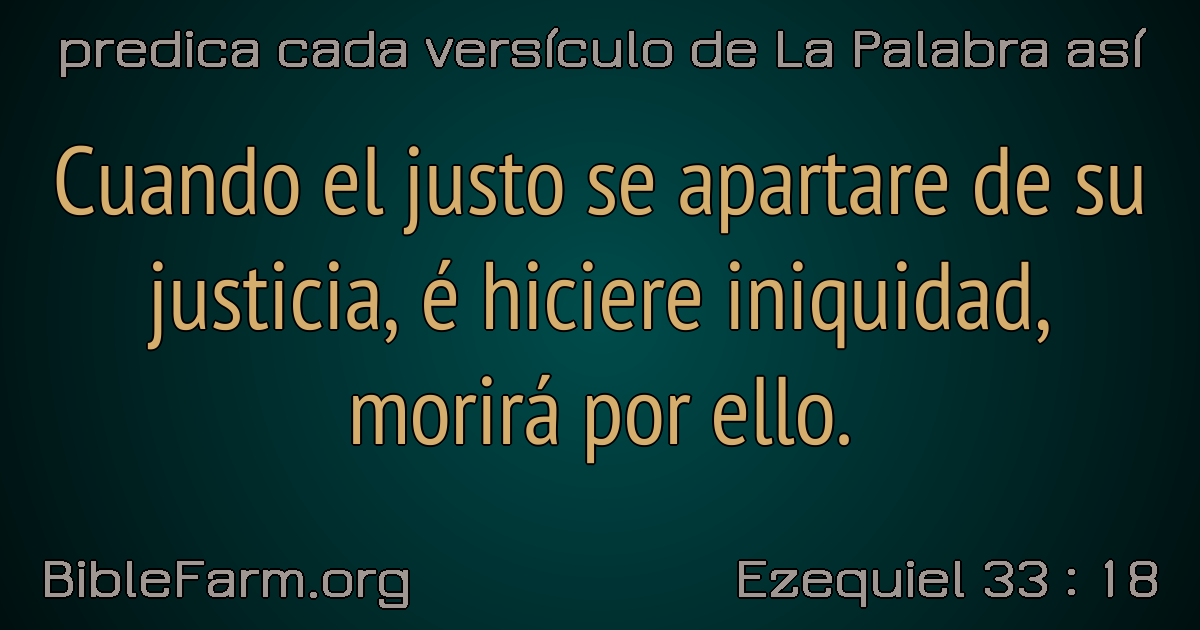 predica cada versículo de La Palabra así
Cuando el justo se apartare de su
justicia, é hiciere iniquidad,
morirá por ello.
BibleFarm.org
Ezequiel 33 : 18